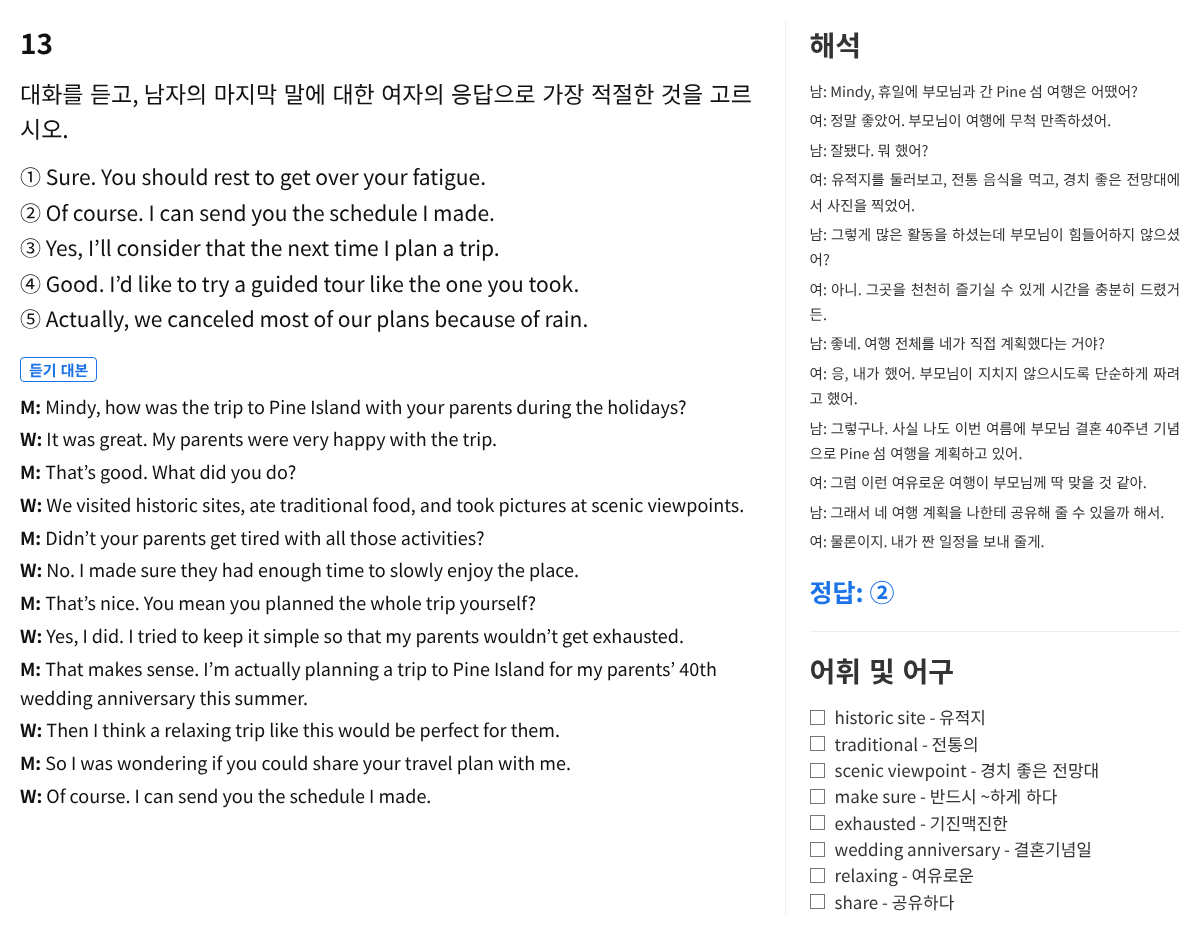 13
대화를 듣고, 남자의 마지막 말에 대한 여자의 응답으로 가장 적절한 것을 고르
시오.
① Sure. You should rest to get over your fatigue.
② Of course. I can send you the schedule I made.
③ Yes, I’ll consider that the next time I plan a trip.
④ Good. I’d like to try a guided tour like the one you took.
⑤ Actually, we canceled most of our plans because of rain.
듣기 대본
M: Mindy, how was the trip to Pine Island with your parents during the holidays?
W: It was great. My parents were very happy with the trip.
M: That’s good. What did you do?
W: We visited historic sites, ate traditional food, and took pictures at scenic viewpoints.
M: Didn’t your parents get tired with all those activities?
W: No. I made sure they had enough time to slowly enjoy the place.
M: That’s nice. You mean you planned the whole trip yourself?
W: Yes, I did. I tried to keep it simple so that my parents wouldn’t get exhausted.
M: That makes sense. I’m actually planning a trip to Pine Island for my parents’ 40th
wedding anniversary this summer.
W: Then I think a relaxing trip like this would be perfect for them.
M: So I was wondering if you could share your travel plan with me.
W: Of course. I can send you the schedule I made.
해석
남: Mindy, 휴일에 부모님과 간 Pine 섬 여행은 어땠어?
여: 정말 좋았어. 부모님이 여행에 무척 만족하셨어.
남: 잘됐다. 뭐 했어?
여: 유적지를 둘러보고, 전통 음식을 먹고, 경치 좋은 전망대에
서 사진을 찍었어.
남: 그렇게 많은 활동을 하셨는데 부모님이 힘들어하지 않으셨
어?
여: 아니. 그곳을 천천히 즐기실 수 있게 시간을 충분히 드렸거
든.
남: 좋네. 여행 전체를 네가 직접 계획했다는 거야?
여: 응, 내가 했어. 부모님이 지치지 않으시도록 단순하게 짜려
고 했어.
남: 그렇구나. 사실 나도 이번 여름에 부모님 결혼 40주년 기념
으로 Pine 섬 여행을 계획하고 있어.
여: 그럼 이런 여유로운 여행이 부모님께 딱 맞을 것 같아.
남: 그래서 네 여행 계획을 나한테 공유해 줄 수 있을까 해서.
여: 물론이지. 내가 짠 일정을 보내 줄게.
정답: ②
어휘 및 어구
historic site - 유적지
traditional - 전통의
scenic viewpoint - 경치 좋은 전망대
make sure - 반드시 ~하게 하다
exhausted - 기진맥진한
wedding anniversary - 결혼기념일
relaxing - 여유로운
share - 공유하다